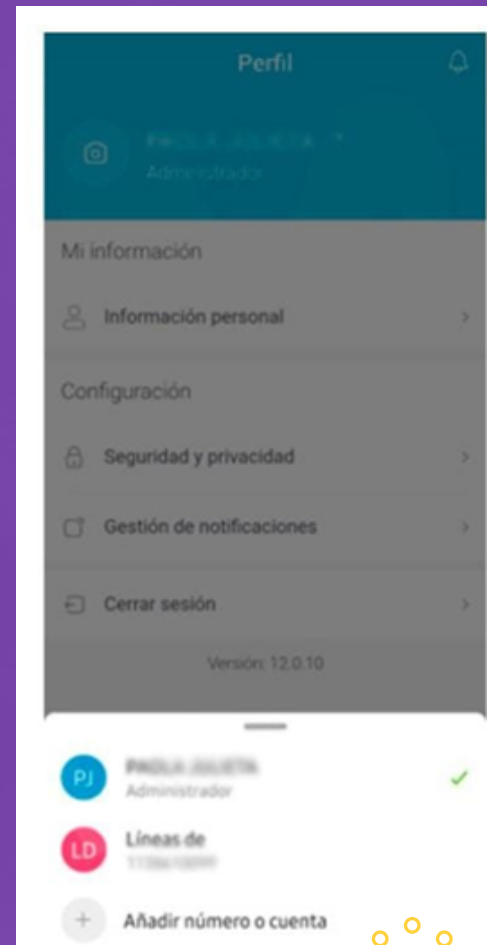 Perfil
Administrador
Mi información
Información personal
Configuración
Seguridad y privacidad
Gestión de notificaciones
Cerrar sesión
Versión: 12.0.10
PJ
Administrador
LD
Líneas de
Añadir número o cuenta